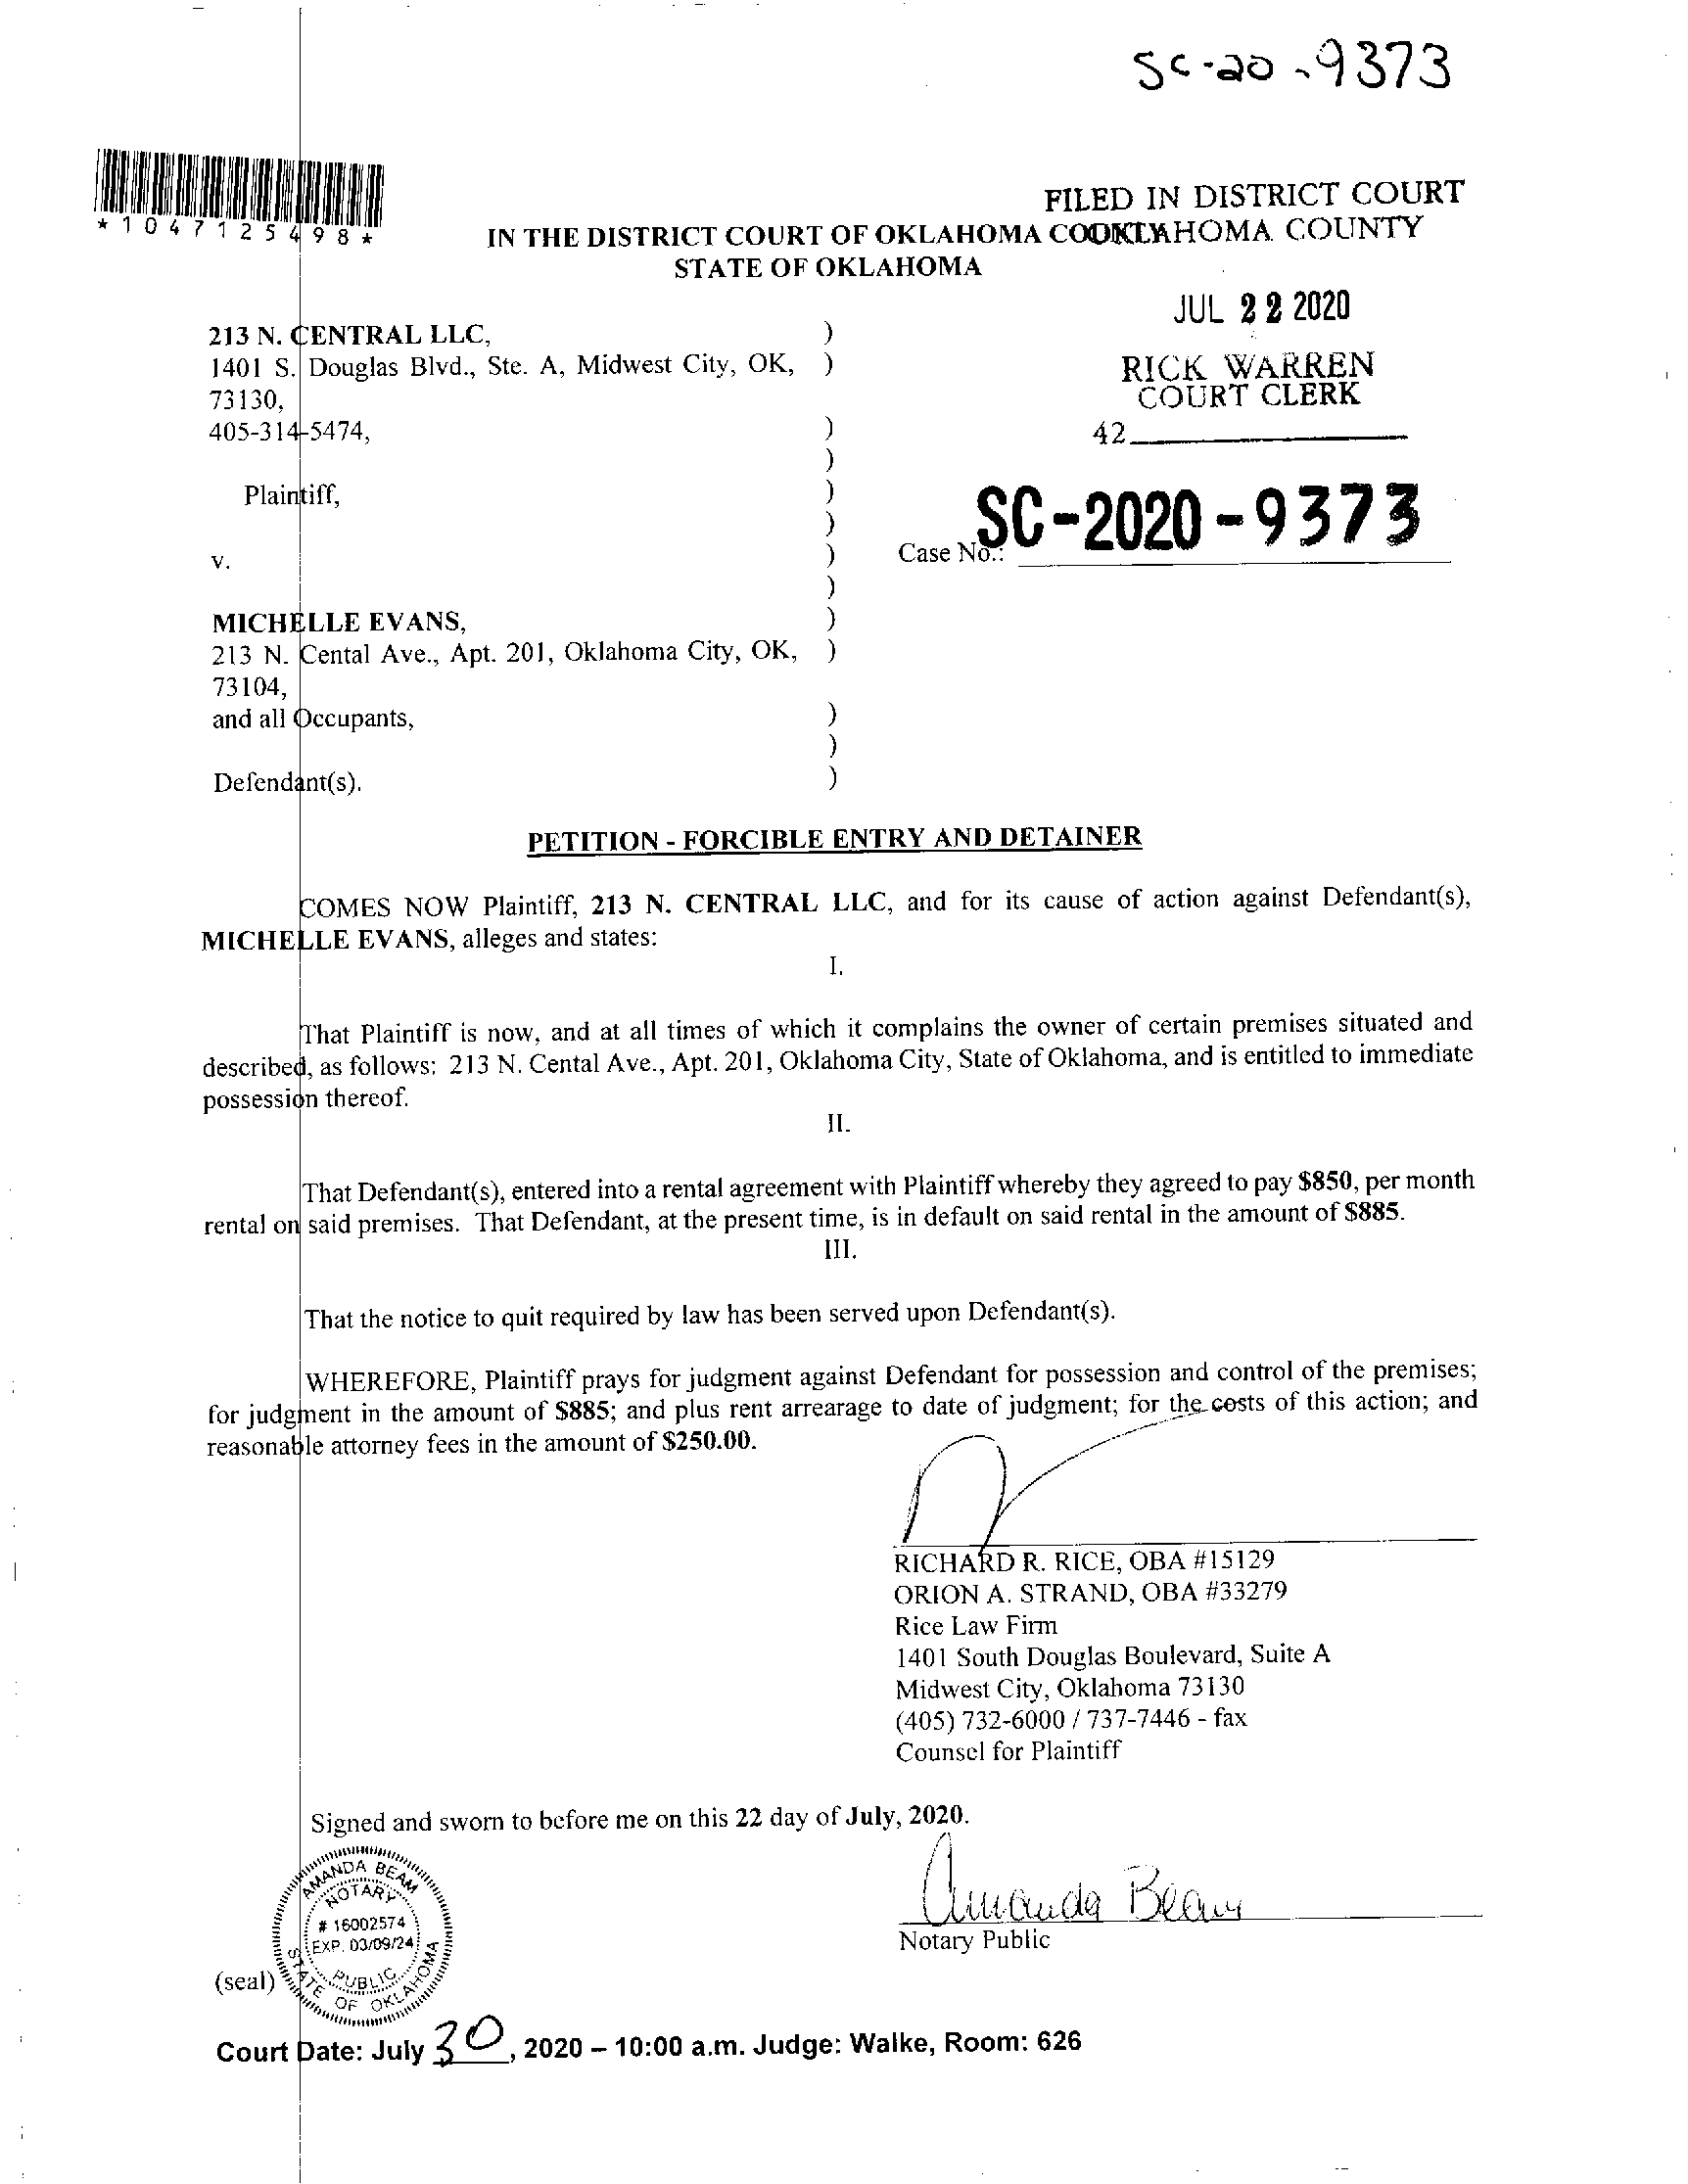 SC-20-9373
*1047125498*
FILED IN DISTRICT COURT
OKLAHOMA COUNTY
IN THE DISTRICT COURT OF OKLAHOMA
STATE OF OKLAHOMA
JUL 22 2020
RICK WARREN
COURT CLERK
42
213 N. CENTRAL LLC, )
1401 S. Douglas Blvd., Ste. A, Midwest City, OK, )
73130,
405-314-5474, )
)
Plaintiff, )
)
v. )
)
Case No.: SC-2020-9373
MICHELLE EVANS, )
213 N. Cental Ave., Apt. 201, Oklahoma City, OK, )
73104,
and all Occupants, )
)
Defendant(s). )
PETITION - FORCIBLE ENTRY AND DETAINER
COMES NOW Plaintiff, 213 N. CENTRAL LLC, and for its cause of action against Defendant(s),
MICHELLE EVANS, alleges and states:
I.
That Plaintiff is now, and at all times of which it complains the owner of certain premises situated and
described, as follows: 213 N. Cental Ave., Apt. 201, Oklahoma City, State of Oklahoma, and is entitled to immediate
possession thereof.
II.
That Defendant(s), entered into a rental agreement with Plaintiff whereby they agreed to pay $850, per month
rental on said premises. That Defendant, at the present time, is in default on said rental in the amount of $885.
III.
That the notice to quit required by law has been served upon Defendant(s).
WHEREFORE, Plaintiff prays for judgment against Defendant for possession and control of the premises;
for judgment in the amount of $885; and plus rent arrearage to date of judgment; for the costs of this action; and
reasonable attorney fees in the amount of $250.00.
RICHARD R. RICE, OBA #15129
ORION A. STRAND, OBA #33279
Rice Law Firm
1401 South Douglas Boulevard, Suite A
Midwest City, Oklahoma 73130
(405) 732-6000 / 737-7446 - fax
Counsel for Plaintiff
Signed and sworn to before me on this 22 day of July, 2020.
Amanda Beam
Notary Public
AMANDA BEAM
NOTARY
# 16002574
EXP. 03/09/24
PUBLIC
STATE OF OKLAHOMA
(seal)
Court Date: July 30, 2020 – 10:00 a.m. Judge: Walke, Room: 626